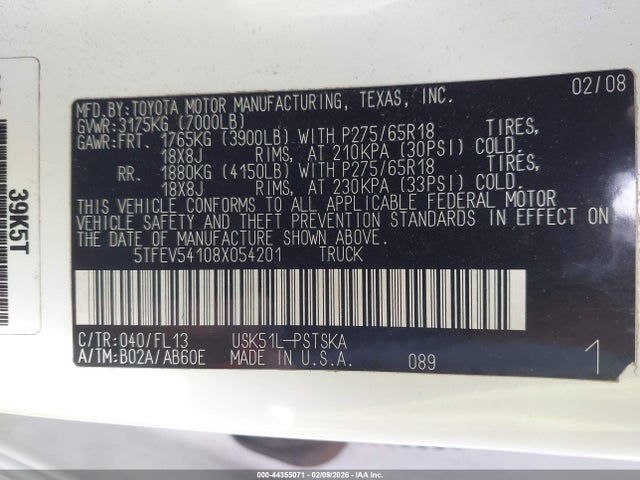 MFD.BY:TOYOTA MOTOR MANUFACTURING, TEXAS, INC. 02/08
GVWR:3175KG (7000LB)
GAWR:FRT. 1765KG (3900LB) WITH P275/65R18 TIRES,
18X8J RIMS, AT 210KPA (30PSI) COLD.
RR. 1880KG (4150LB) WITH P275/65R18 TIRES,
18X8J RIMS, AT 230KPA (33PSI) COLD.
THIS VEHICLE CONFORMS TO ALL APPLICABLE FEDERAL MOTOR
VEHICLE SAFETY AND THEFT PREVENTION STANDARDS IN EFFECT ON
THE DATE OF MANUFACTURE SHOWN ABOVE.
5TFEV54108X054201 TRUCK
C/TR:040/FL13 USK51L-PSTSKA
A/TM:B02A/AB60E MADE IN U.S.A. 089 1
39K5T
000-44355071 - 02/09/2026 - IAAI.com